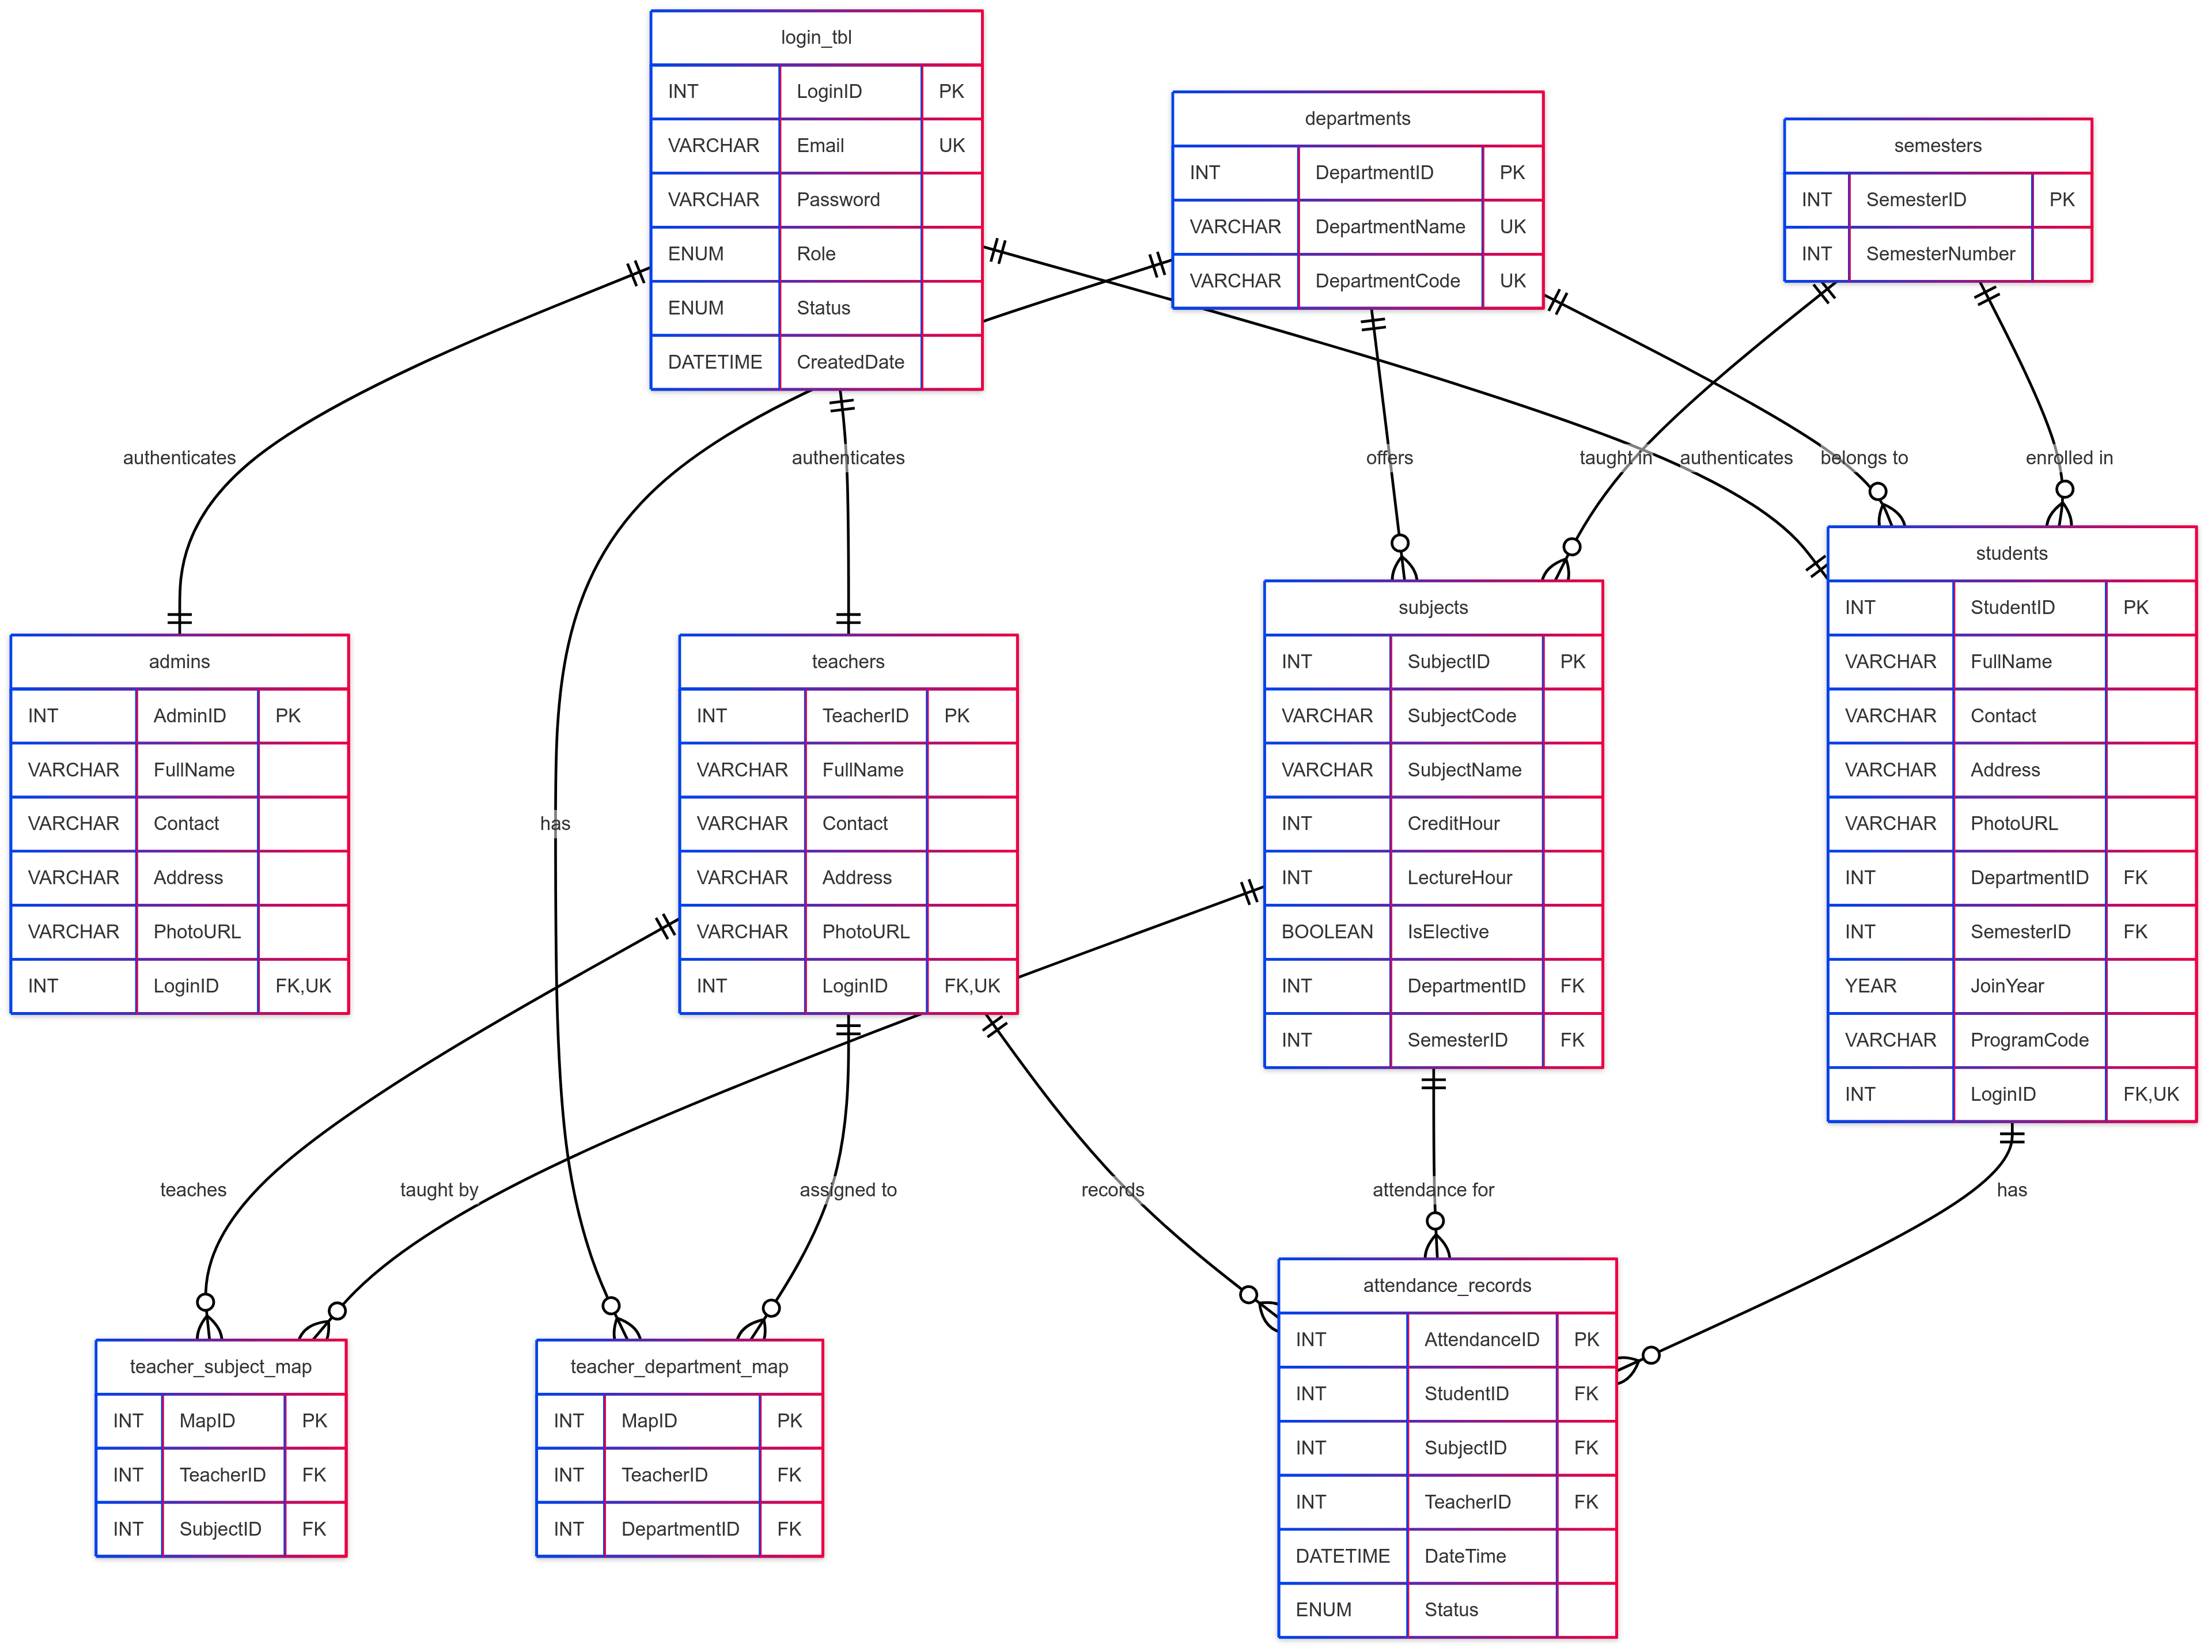 login_tbl
INT LoginID PK
VARCHAR Email UK
VARCHAR Password
ENUM Role
ENUM Status
DATETIME CreatedDate
departments
INT DepartmentID PK
VARCHAR DepartmentName UK
VARCHAR DepartmentCode UK
semesters
INT SemesterID PK
INT SemesterNumber
authenticates
authenticates
offers
taught in
authenticates
belongs to
enrolled in
admins
INT AdminID PK
VARCHAR FullName
VARCHAR Contact
VARCHAR Address
VARCHAR PhotoURL
INT LoginID FK,UK
has
teachers
INT TeacherID PK
VARCHAR FullName
VARCHAR Contact
VARCHAR Address
VARCHAR PhotoURL
INT LoginID FK,UK
subjects
INT SubjectID PK
VARCHAR SubjectCode
VARCHAR SubjectName
INT CreditHour
INT LectureHour
BOOLEAN IsElective
INT DepartmentID FK
INT SemesterID FK
students
INT StudentID PK
VARCHAR FullName
VARCHAR Contact
VARCHAR Address
VARCHAR PhotoURL
INT DepartmentID FK
INT SemesterID FK
YEAR JoinYear
VARCHAR ProgramCode
INT LoginID FK,UK
teaches
taught by
assigned to
records
attendance for
has
teacher_subject_map
INT MapID PK
INT TeacherID FK
INT SubjectID FK
teacher_department_map
INT MapID PK
INT TeacherID FK
INT DepartmentID FK
attendance_records
INT AttendanceID PK
INT StudentID FK
INT SubjectID FK
INT TeacherID FK
DATETIME DateTime
ENUM Status